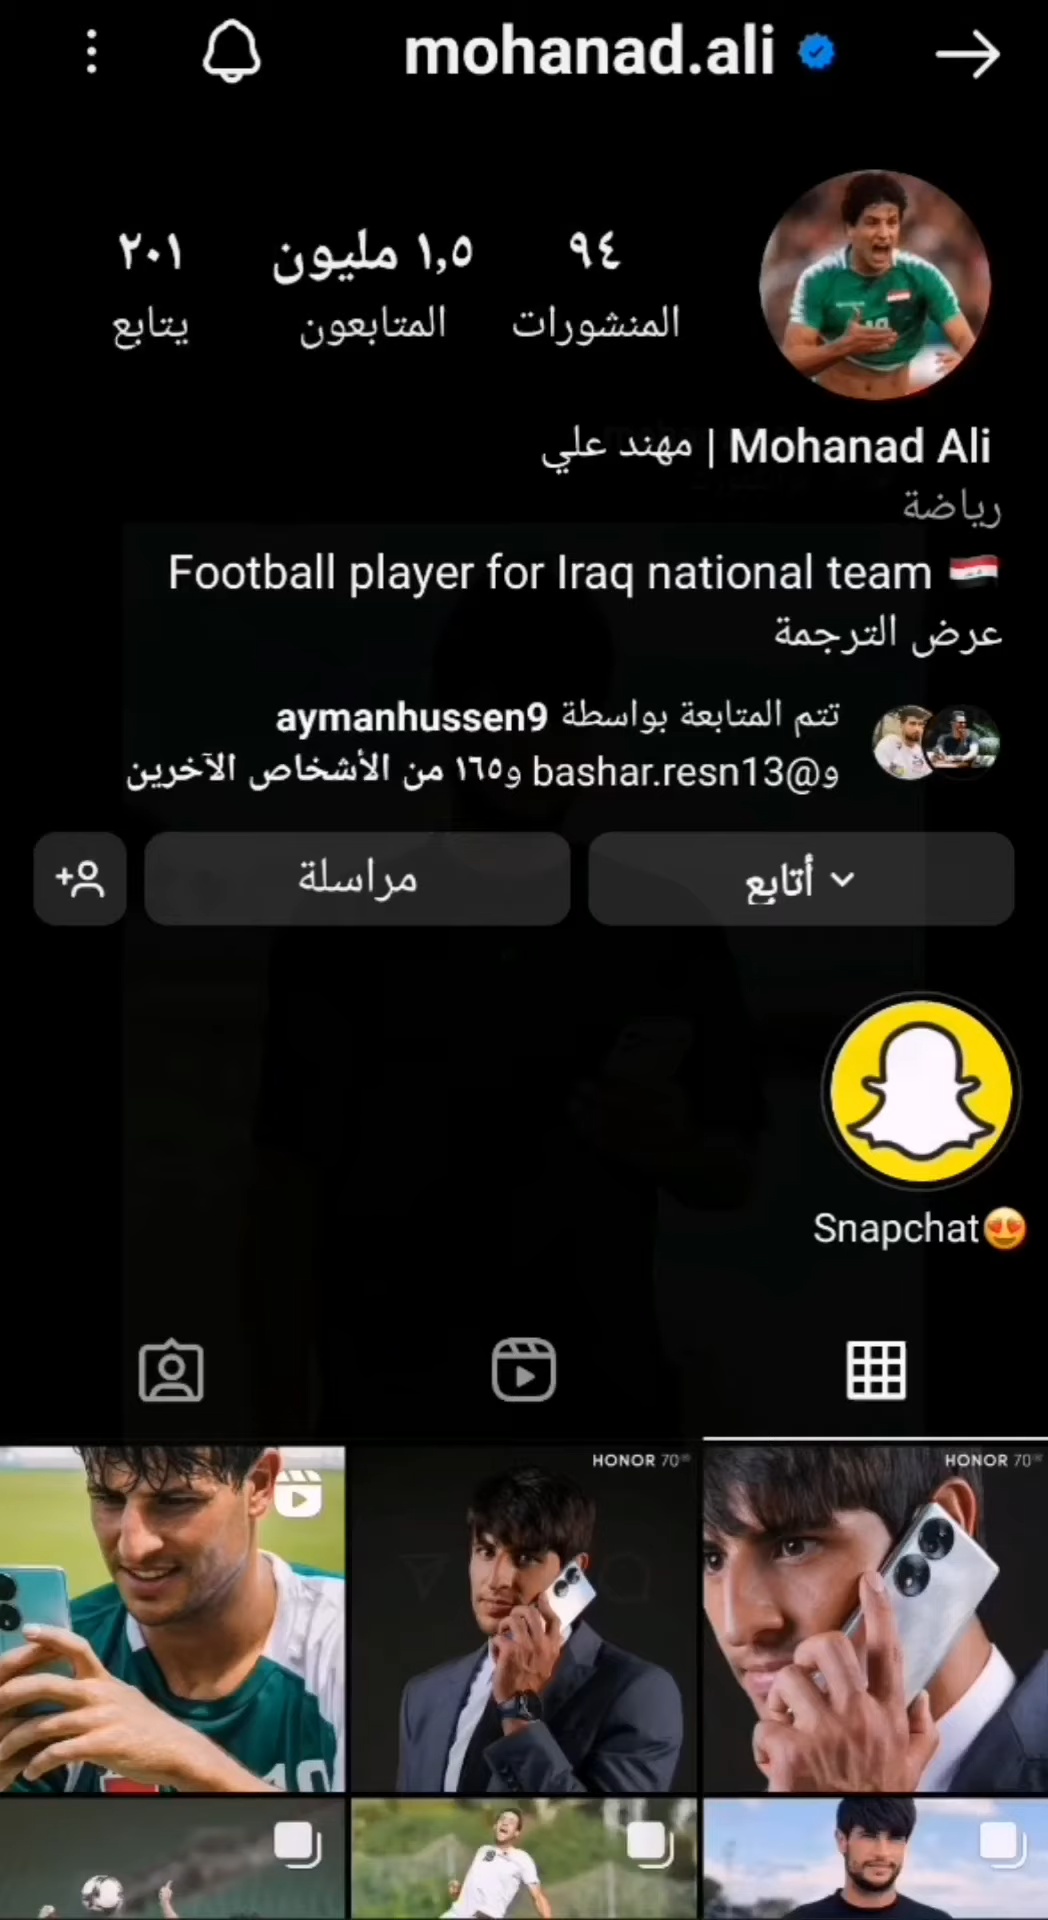 mohanad.ali
٩٤
١,٥ مليون
٢٠١
المنشورات
المتابعون
يتابع
Mohanad Ali | مهند علي
رياضة
Football player for Iraq national team 🇮🇶
عرض الترجمة
تتم المتابعة بواسطة aymanhussen9
و@bashar.resn13 و١٦٥ من الأشخاص الآخرين
أتابع
مراسلة
Snapchat😍
HONOR 70
HONOR 70